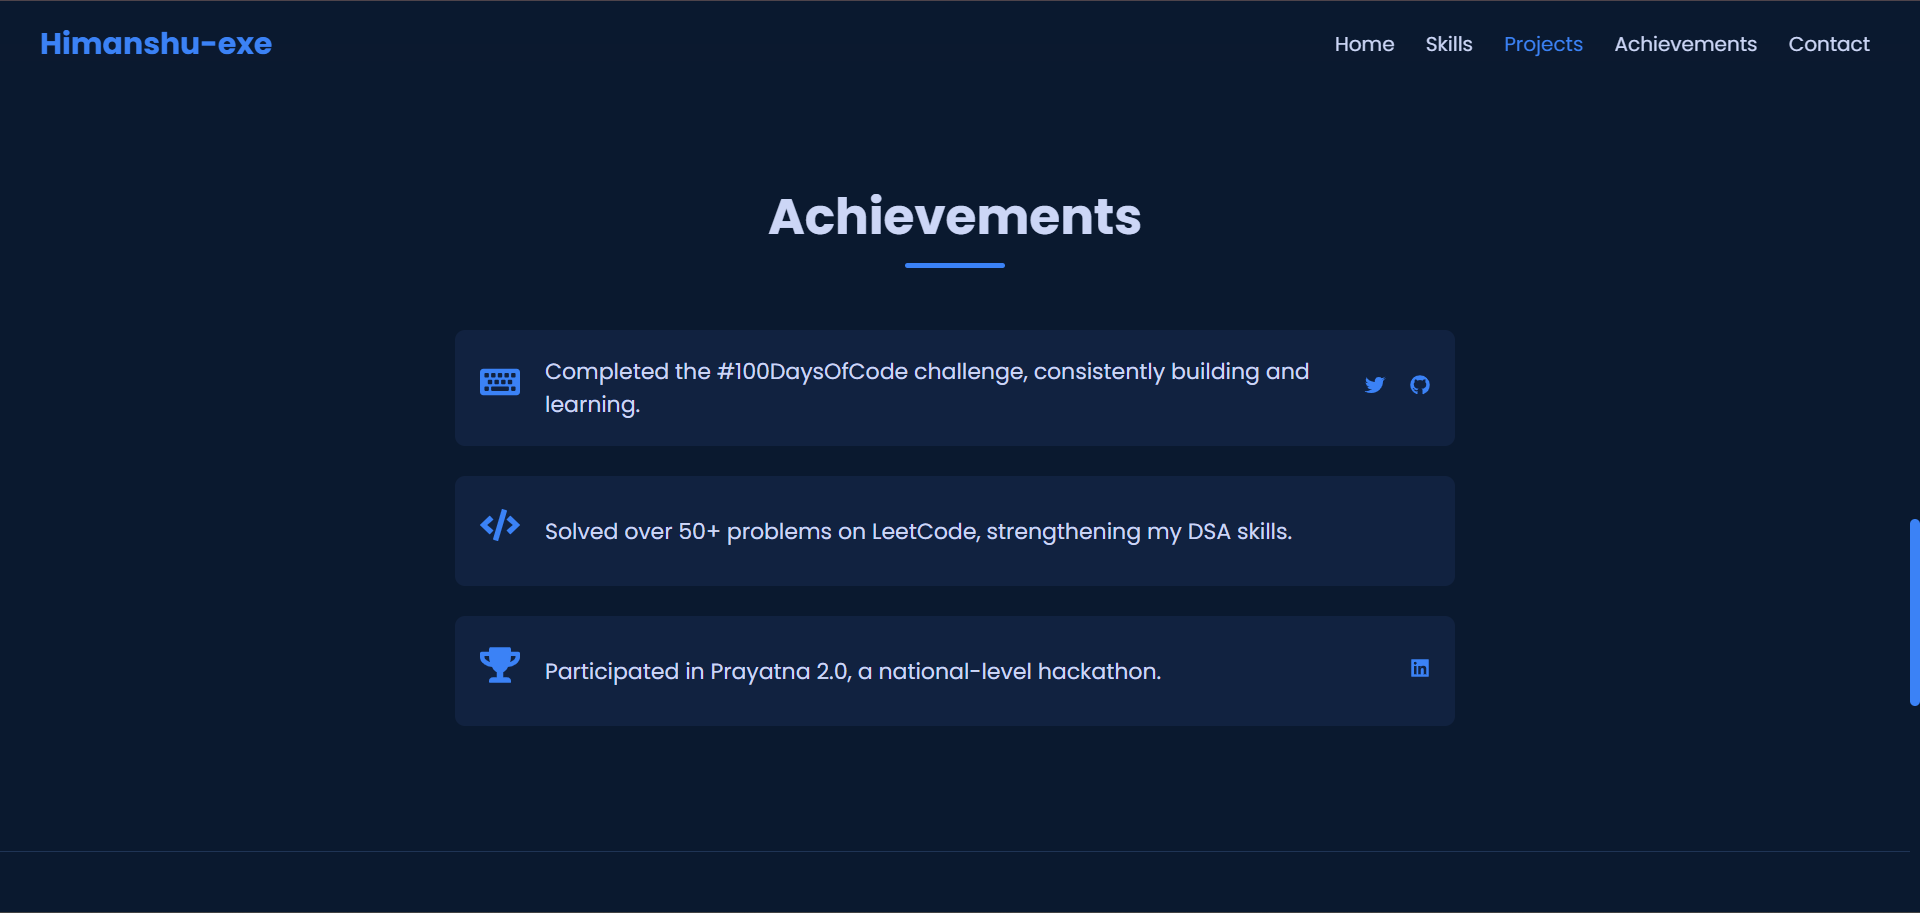 Himanshu-exe
Home Skills Projects Achievements Contact
Achievements
Completed the #100DaysOfCode challenge, consistently building and
learning.
Solved over 50+ problems on LeetCode, strengthening my DSA skills.
Participated in Prayatna 2.0, a national-level hackathon.